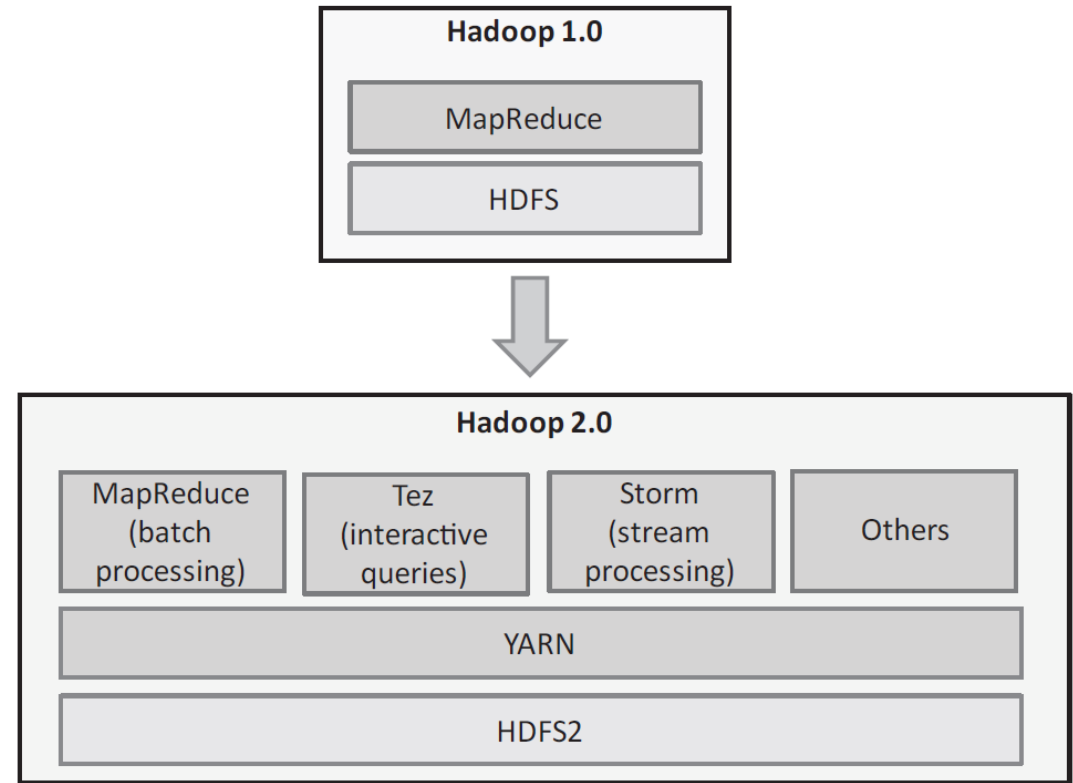 Hadoop 1.0
MapReduce
HDFS
Hadoop 2.0
MapReduce
(batch
processing)
Tez
(interactive
queries)
Storm
(stream
processing)
Others
YARN
HDFS2